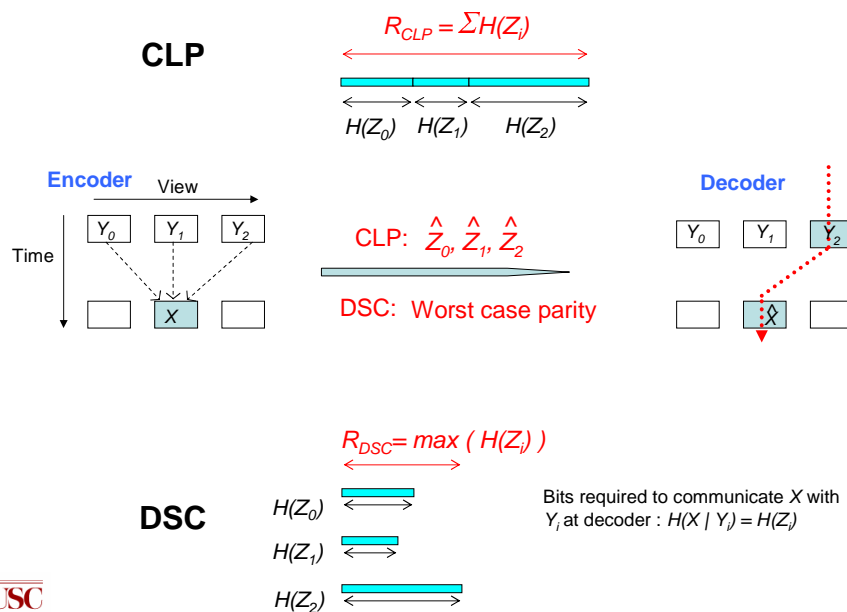 R_CLP = ΣH(Z_i)
CLP
H(Z_0) H(Z_1) H(Z_2)
Encoder
View
Decoder
Time
Y_0 Y_1 Y_2
CLP: Ẑ_0, Ẑ_1, Ẑ_2
Y_0 Y_1 Y_2
DSC: Worst case parity
X
X̂
R_DSC = max ( H(Z_i) )
DSC
H(Z_0)
H(Z_1)
H(Z_2)
Bits required to communicate X with
Y_i at decoder : H(X | Y_i) = H(Z_i)
USC